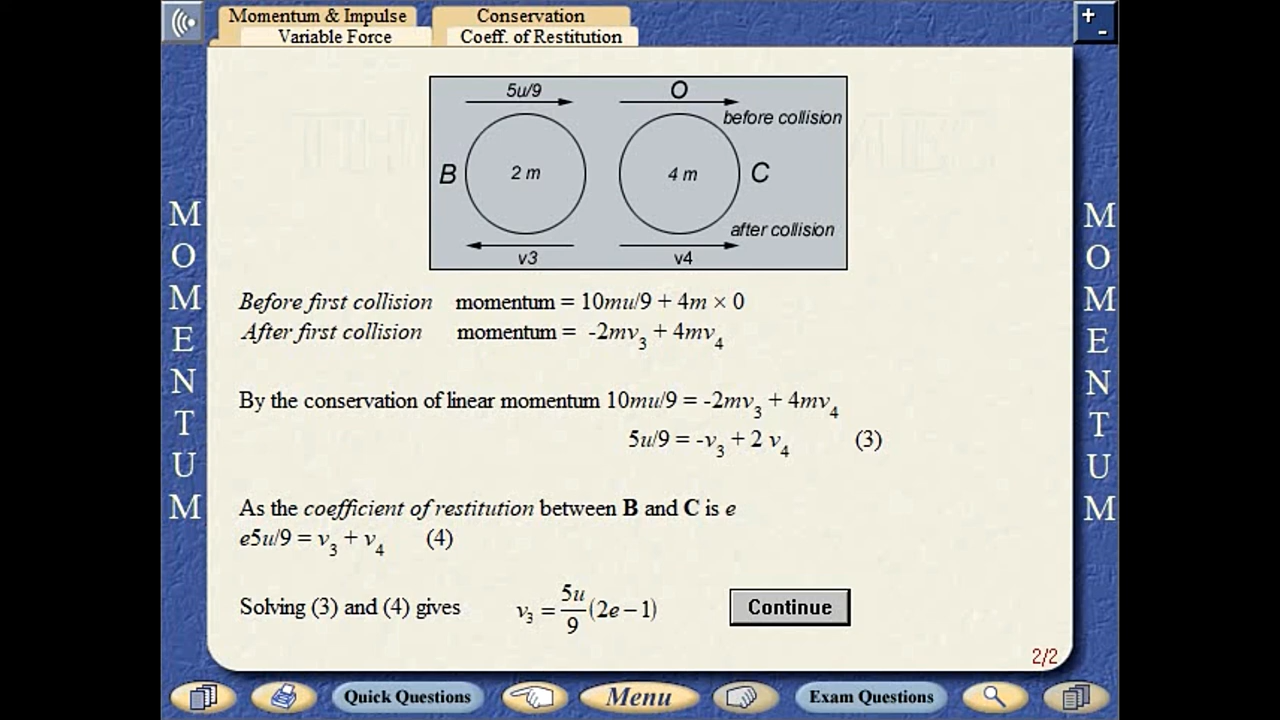 Momentum & Impulse
Conservation
Variable Force
Coeff. of Restitution
+
-
5u/9
O
before collision
B
2 m
4 m
C
after collision
v3
v4
Before first collision momentum = 10mu/9 + 4m × 0
After first collision momentum = -2mv₃ + 4mv₄
By the conservation of linear momentum 10mu/9 = -2mv₃ + 4mv₄
5u/9 = -v₃ + 2 v₄ (3)
As the coefficient of restitution between B and C is e
e5u/9 = v₃ + v₄ (4)
Solving (3) and (4) gives v₃ = 5u/9 (2e – 1)
Continue
2/2
MOMENTUM
MOMENTUM
Quick Questions
Menu
Exam Questions